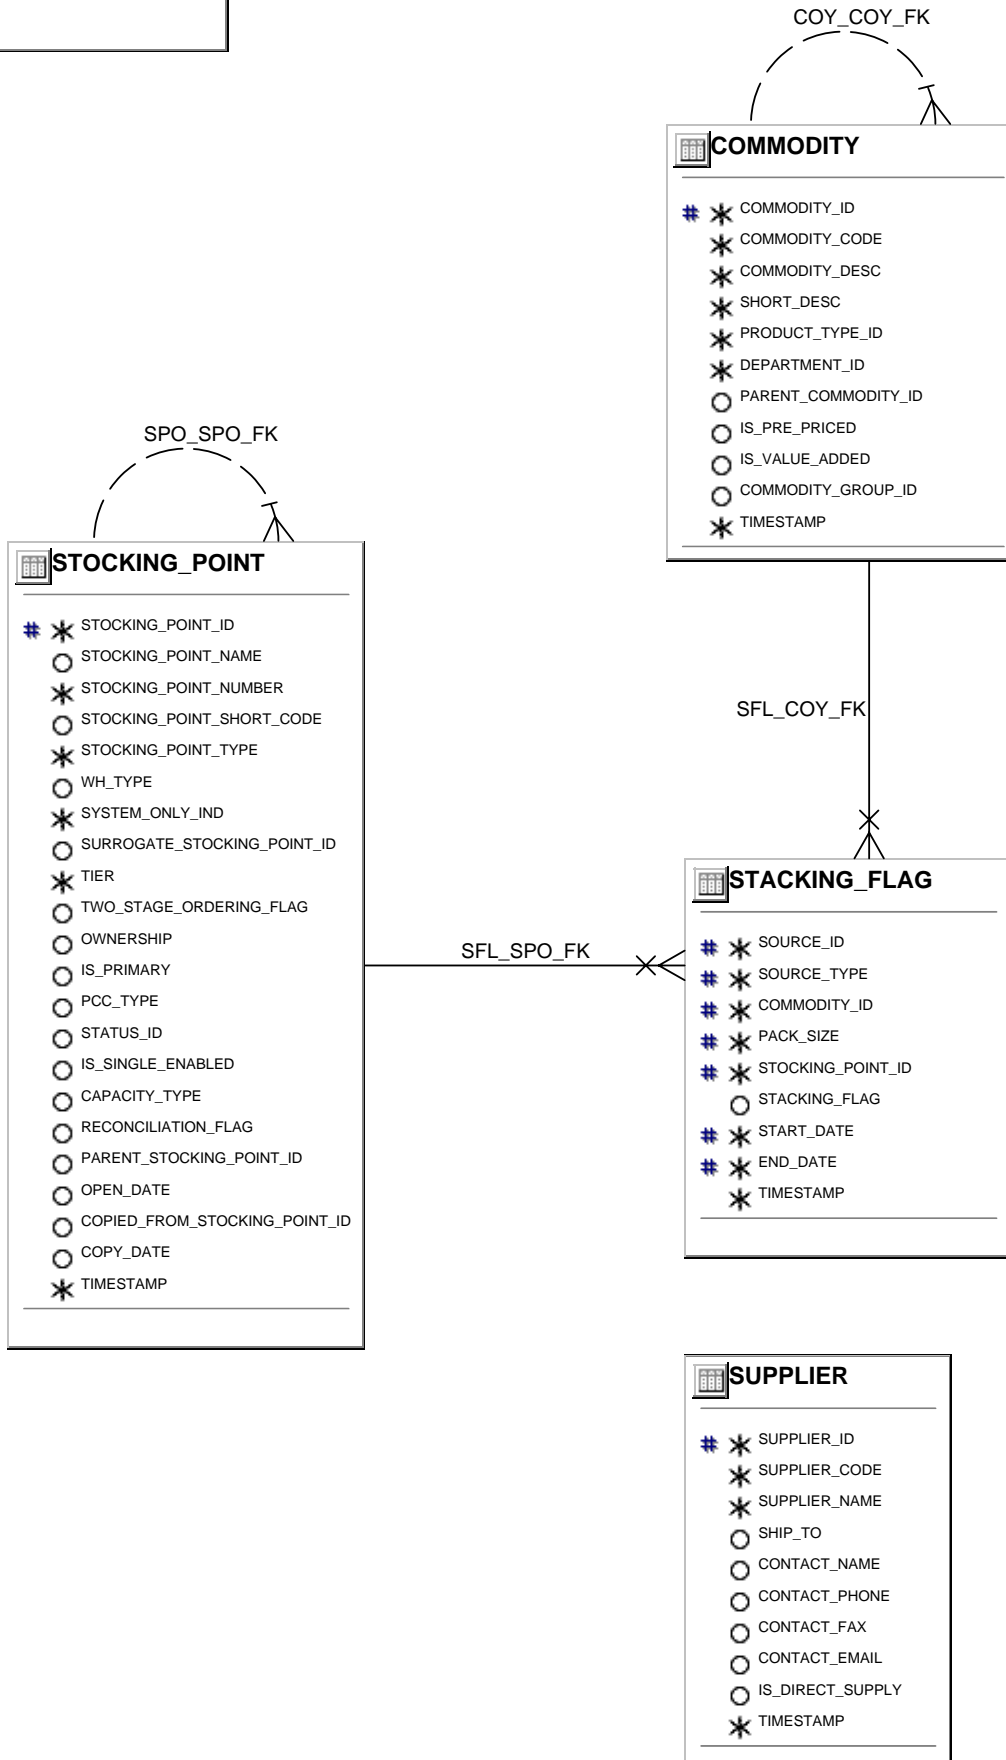 COY_COY_FK
COMMODITY
# * COMMODITY_ID
* COMMODITY_CODE
* COMMODITY_DESC
* SHORT_DESC
* PRODUCT_TYPE_ID
* DEPARTMENT_ID
O PARENT_COMMODITY_ID
O IS_PRE_PRICED
O IS_VALUE_ADDED
O COMMODITY_GROUP_ID
* TIMESTAMP
SPO_SPO_FK
STOCKING_POINT
# * STOCKING_POINT_ID
O STOCKING_POINT_NAME
* STOCKING_POINT_NUMBER
O STOCKING_POINT_SHORT_CODE
* STOCKING_POINT_TYPE
O WH_TYPE
* SYSTEM_ONLY_IND
O SURROGATE_STOCKING_POINT_ID
* TIER
O TWO_STAGE_ORDERING_FLAG
O OWNERSHIP
O IS_PRIMARY
O PCC_TYPE
O STATUS_ID
O IS_SINGLE_ENABLED
O CAPACITY_TYPE
O RECONCILIATION_FLAG
O PARENT_STOCKING_POINT_ID
O OPEN_DATE
O COPIED_FROM_STOCKING_POINT_ID
O COPY_DATE
* TIMESTAMP
SFL_COY_FK
SFL_SPO_FK
STACKING_FLAG
# * SOURCE_ID
# * SOURCE_TYPE
# * COMMODITY_ID
# * PACK_SIZE
# * STOCKING_POINT_ID
O STACKING_FLAG
# * START_DATE
# * END_DATE
* TIMESTAMP
SUPPLIER
# * SUPPLIER_ID
* SUPPLIER_CODE
* SUPPLIER_NAME
O SHIP_TO
O CONTACT_NAME
O CONTACT_PHONE
O CONTACT_FAX
O CONTACT_EMAIL
O IS_DIRECT_SUPPLY
* TIMESTAMP